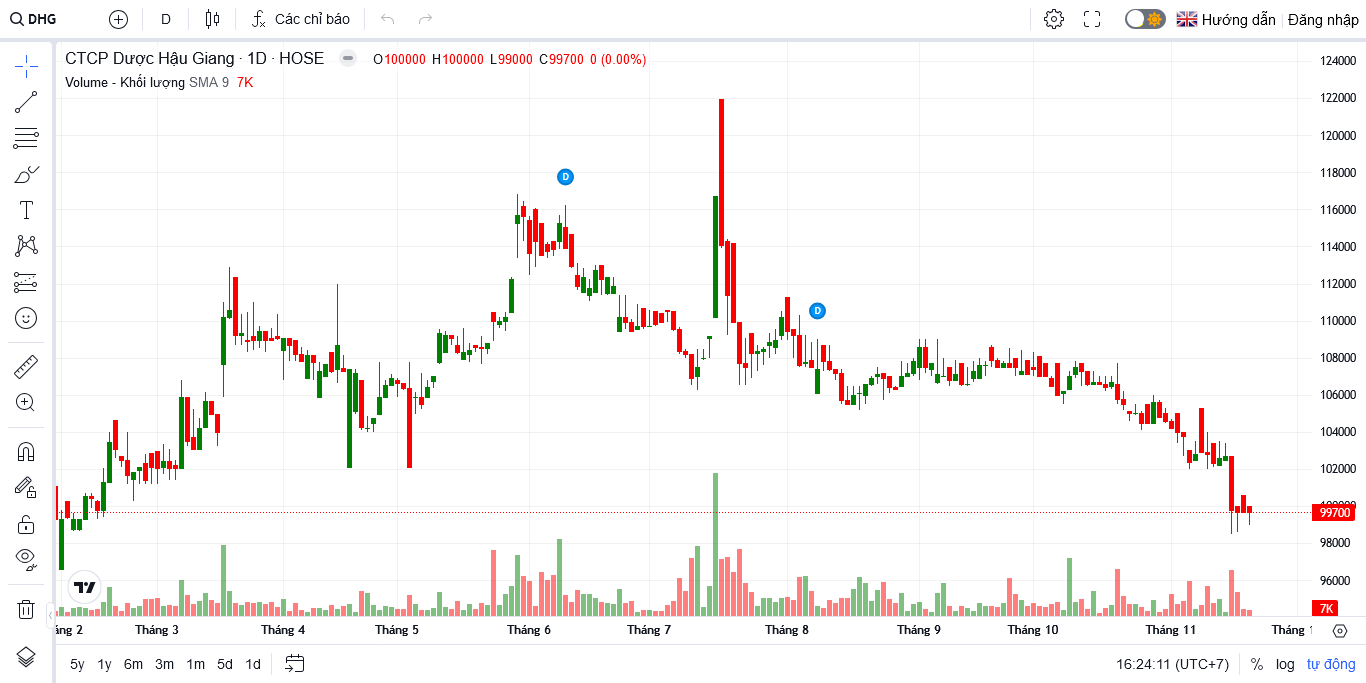 DHG D Các chỉ báo Hướng dẫn Đăng nhập
CTCP Dược Hậu Giang · 1D · HOSE O100000 H100000 L99000 C99700 0 (0.00%)
Volume - Khối lượng SMA 9 7K
124000
122000
120000
118000
116000
114000
112000
110000
108000
106000
104000
102000
99700
98000
96000
7K
D
D
Tháng 3 Tháng 4 Tháng 5 Tháng 6 Tháng 7 Tháng 8 Tháng 9 Tháng 10 Tháng 11
5y 1y 6m 3m 1m 5d 1d 16:24:11 (UTC+7) % log tự động